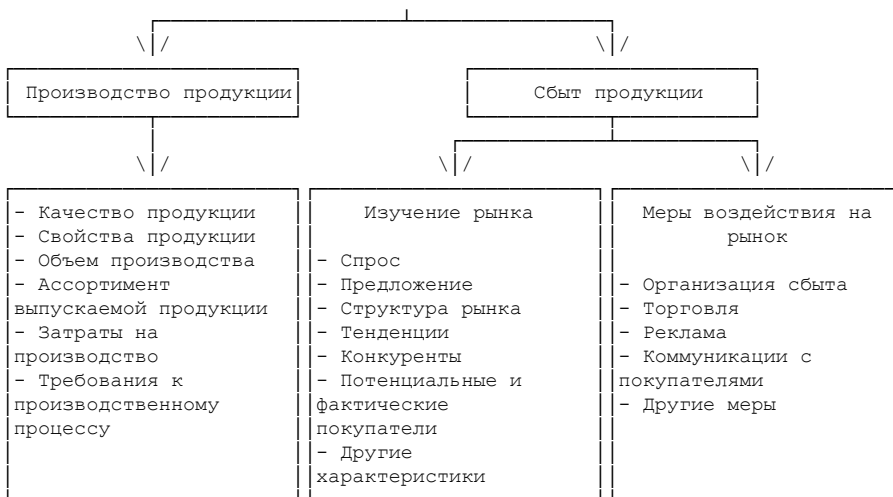 Производство продукции
Сбыт продукции
- Качество продукции
- Свойства продукции
- Объем производства
- Ассортимент
выпускаемой продукции
- Затраты на
производство
- Требования к
производственному
процессу
Изучение рынка
- Спрос
- Предложение
- Структура рынка
- Тенденции
- Конкуренты
- Потенциальные и
фактические
покупатели
- Другие
характеристики
Меры воздействия на
рынок
- Организация сбыта
- Торговля
- Реклама
- Коммуникации с
покупателями
- Другие меры